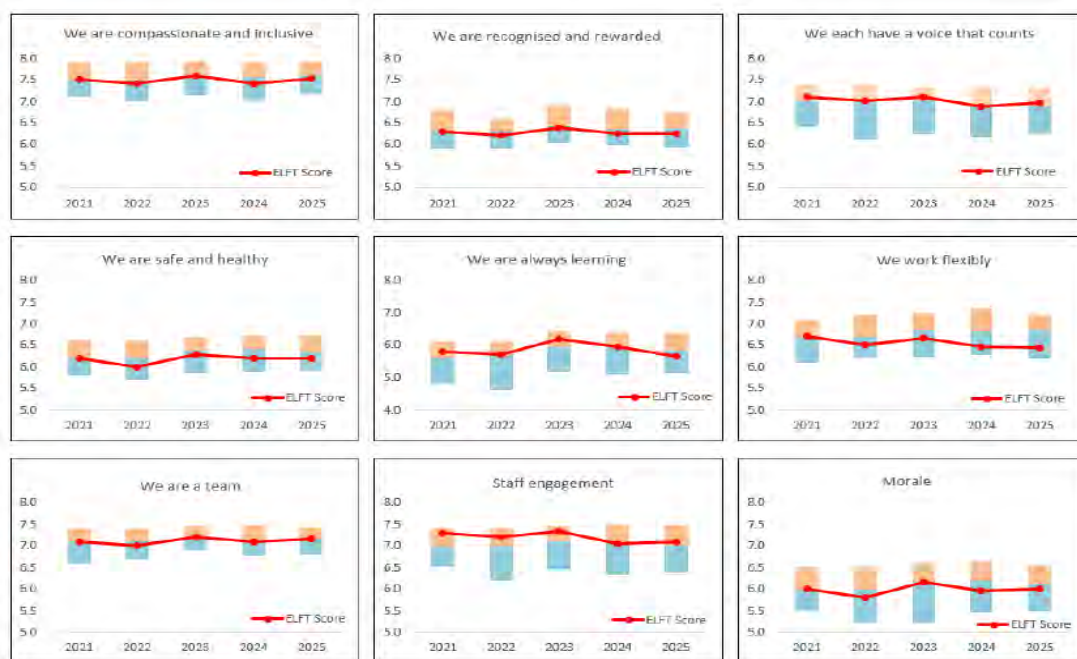 We are compassionate and inclusive
8.0
7.5
7.0
6.5
6.0
5.5
5.0
ELFT Score
2021 2022 2023 2024 2025
We are recognised and rewarded
8.0
7.5
7.0
6.5
6.0
5.5
5.0
ELFT Score
2021 2022 2023 2024 2025
We each have a voice that counts
8.0
7.5
7.0
6.5
6.0
5.5
5.0
ELFT Score
2021 2022 2023 2024 2025
We are safe and healthy
8.0
7.5
7.0
6.5
6.0
5.5
5.0
ELFT Score
2021 2022 2023 2024 2025
We are always learning
8.0
7.0
6.0
5.0
4.0
ELFT Score
2021 2022 2023 2024 2025
We work flexibly
8.0
7.5
7.0
6.5
6.0
5.5
5.0
ELFT Score
2021 2022 2023 2024 2025
We are a team
8.0
7.5
7.0
6.5
6.0
5.5
5.0
ELFT Score
2021 2022 2023 2024 2025
Staff engagement
8.0
7.5
7.0
6.5
6.0
5.5
5.0
ELFT Score
2021 2022 2023 2024 2025
Morale
8.0
7.5
7.0
6.5
6.0
5.5
5.0
ELFT Score
2021 2022 2023 2024 2025